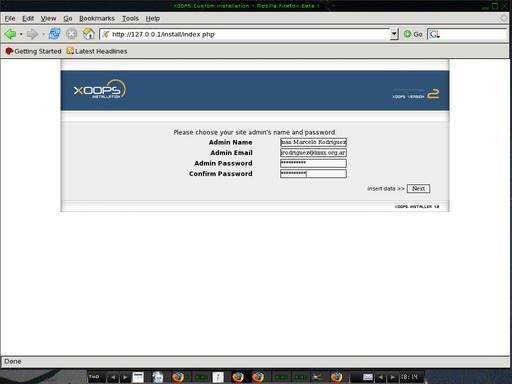 XOOPS Custom Installation - Mozilla Firefox Beta 1
File Edit View Go Bookmarks Tools Help
http://127.0.0.1/install/index.php Go
Getting Started Latest Headlines
XOOPS
INSTALLATION
XOOPS VERSION 2
Please choose your site admin's name and password.
Admin Name uan Marcelo Rodriguez
Admin Email jrodriguez@linux.org.ar
Admin Password **********
Confirm Password **********
insert data >> Next
XOOPS INSTALLER 1.0
Done
TWO 18:14